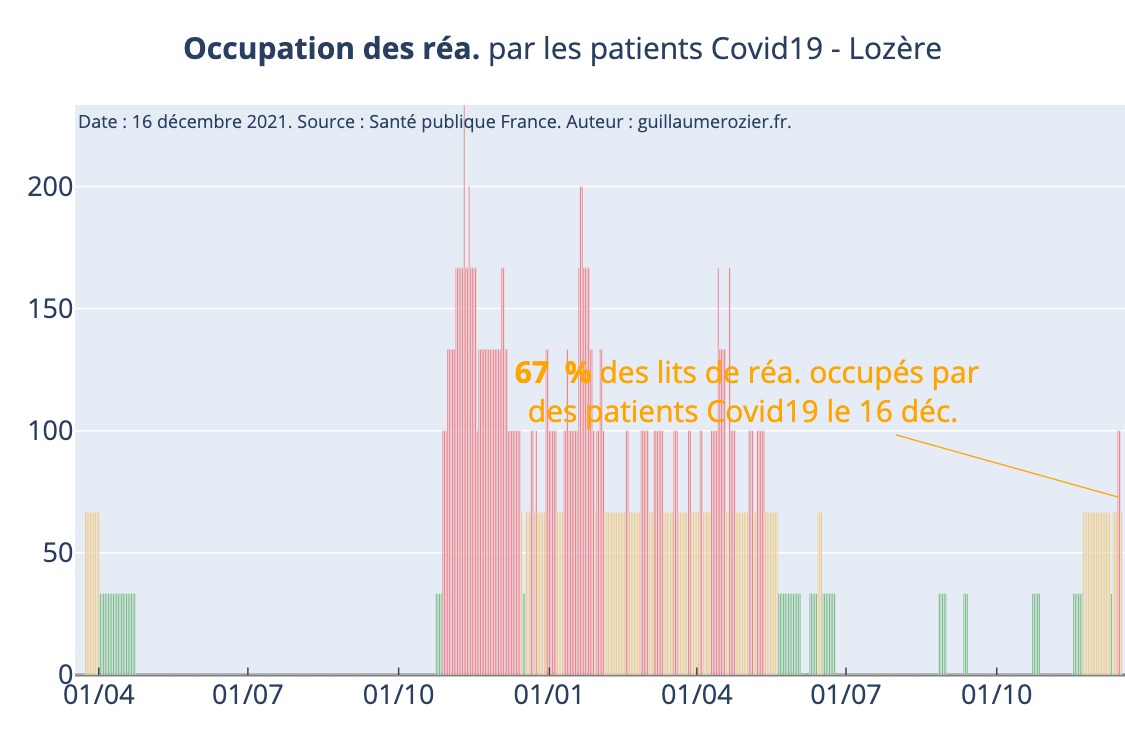 Occupation des réa. par les patients Covid19 - Lozère
Date : 16 décembre 2021. Source : Santé publique France. Auteur : guillaumerozier.fr.
200
150
100
50
0
67 % des lits de réa. occupés par
des patients Covid19 le 16 déc.
01/04 01/07 01/10 01/01 01/04 01/07 01/10